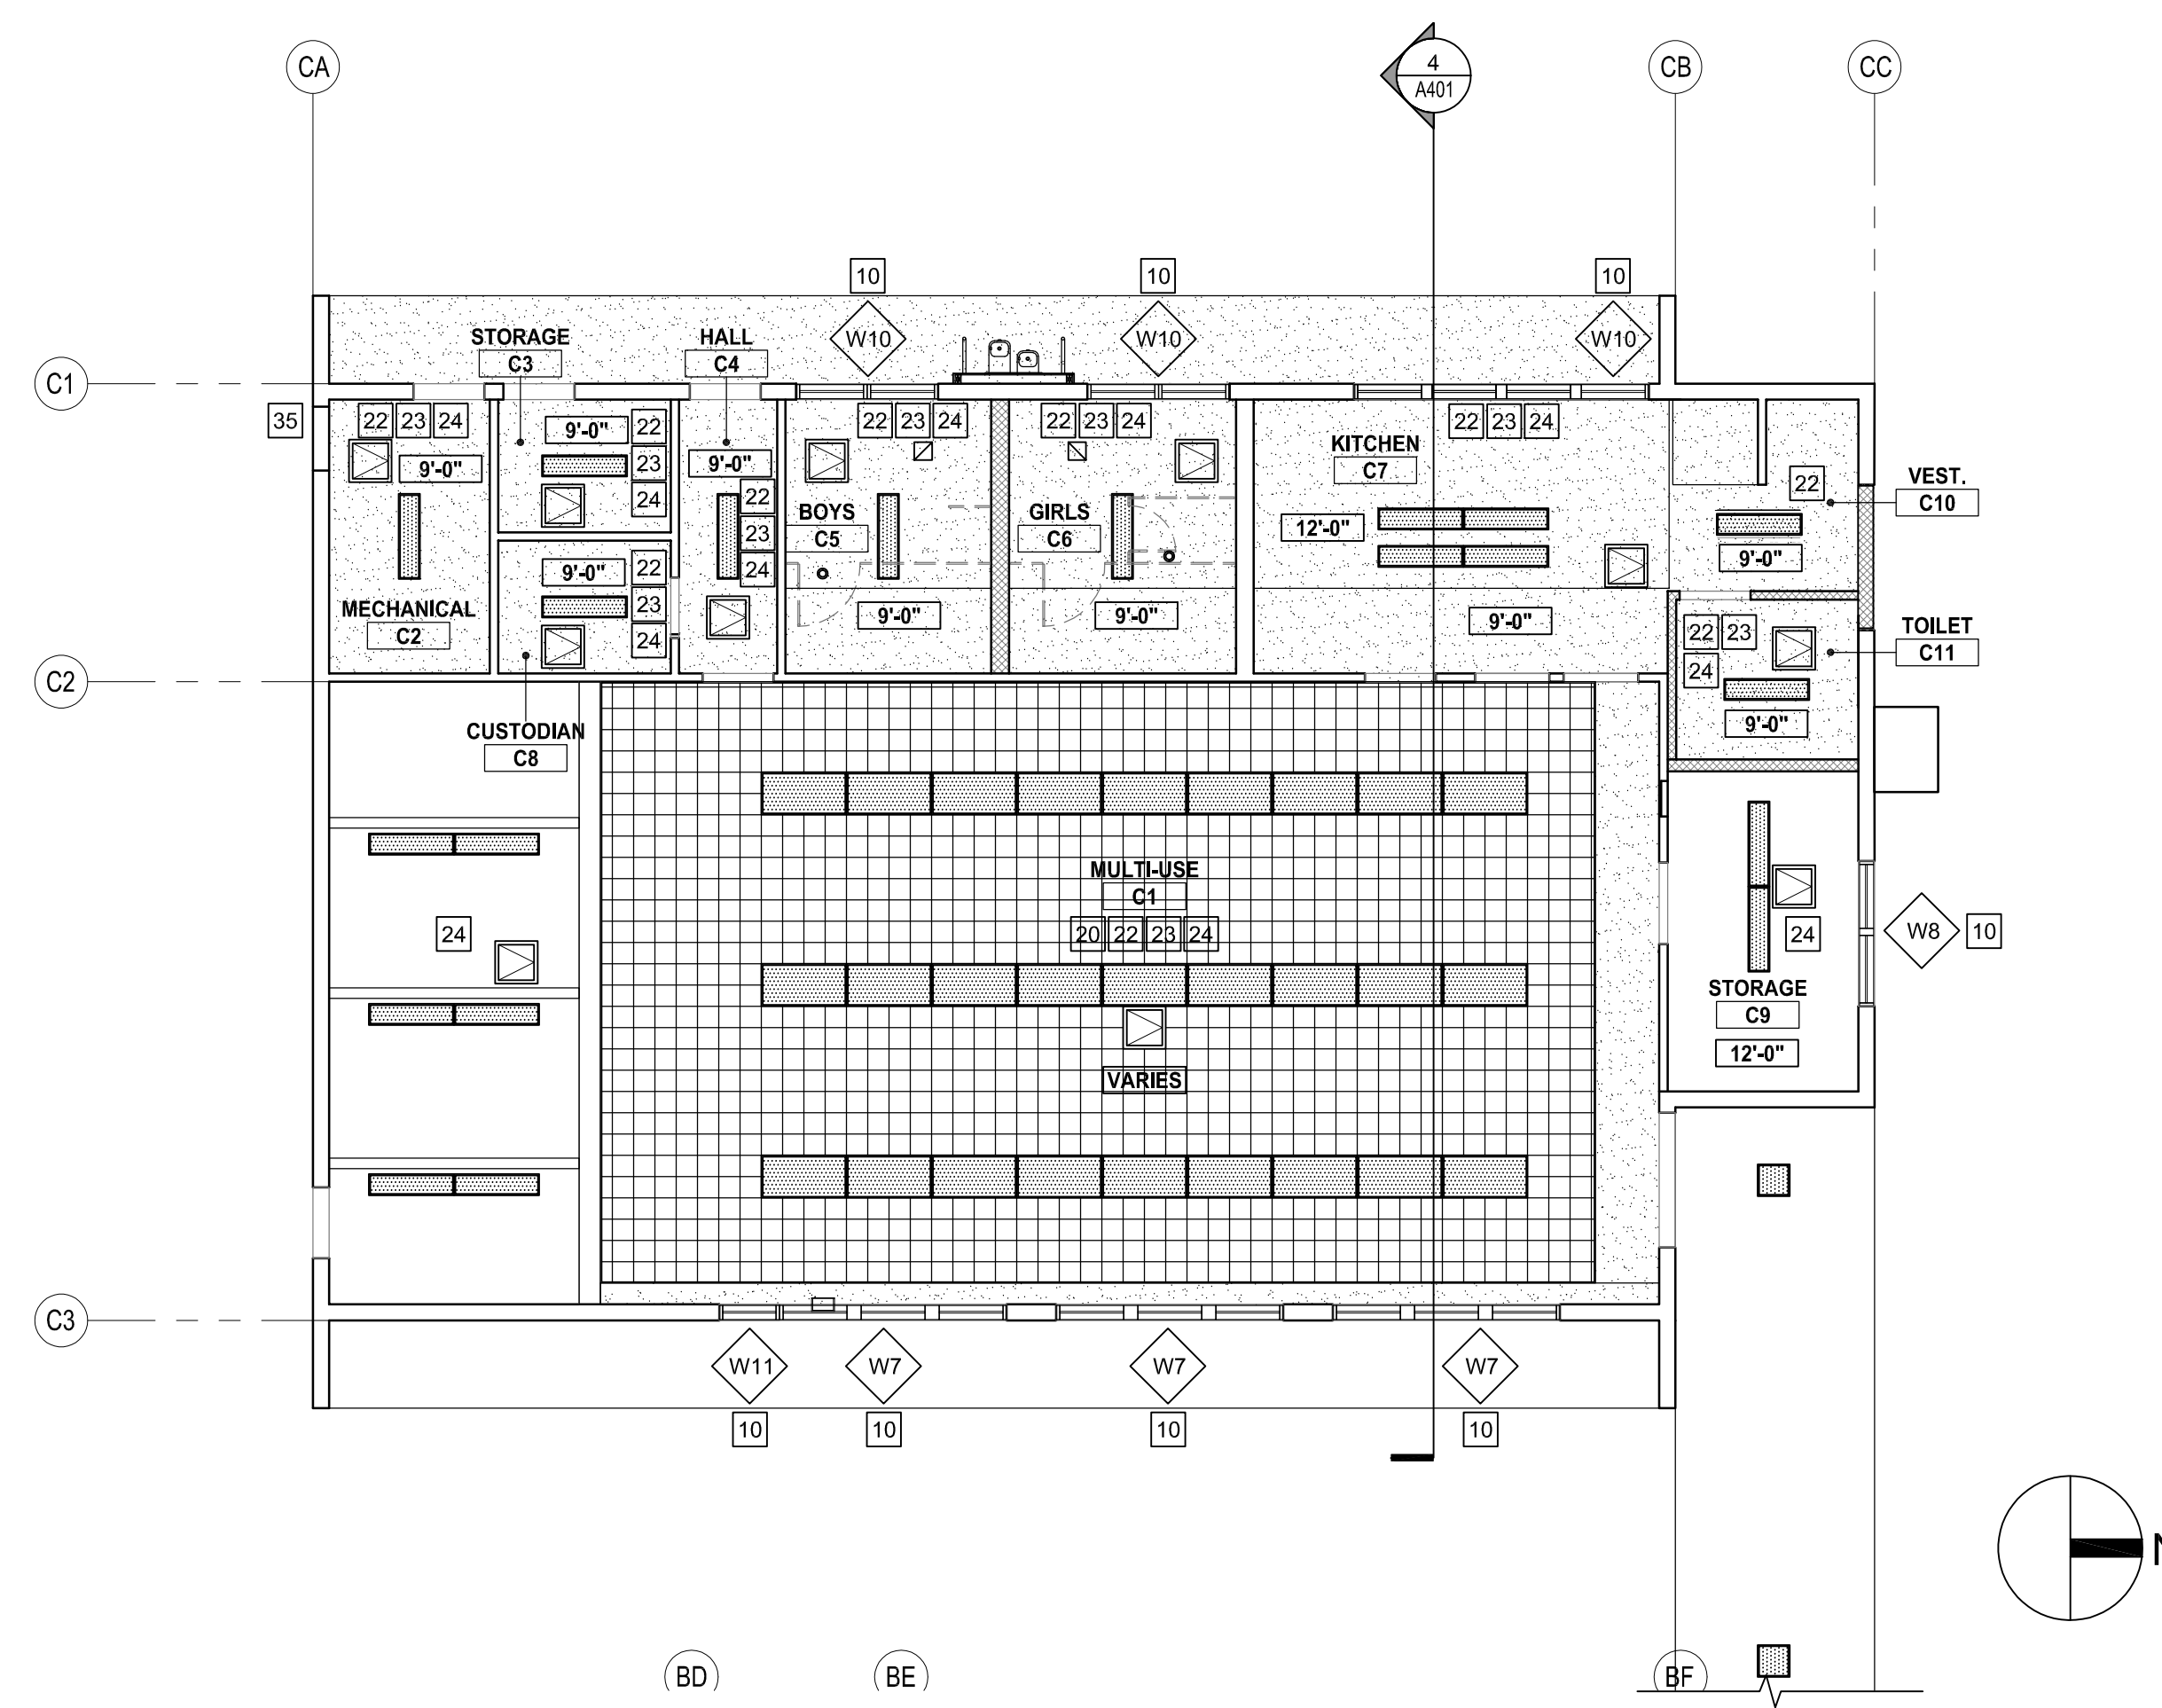 4
A401
CA
CB
CC
10
10
10
W10
W10
W10
STORAGE
C3
HALL
C4
C1
35
22 23 24
9'-0"
9'-0"
22
23
24
9'-0"
22
23
24
22 23 24
22 23 24
22 23 24
KITCHEN
C7
12'-0"
22
VEST.
C10
9'-0"
BOYS
C5
GIRLS
C6
9'-0"
22
23
24
MECHANICAL
C2
9'-0"
9'-0"
9'-0"
22 23
24
TOILET
C11
9'-0"
C2
CUSTODIAN
C8
MULTI-USE
C1
20 22 23 24
24
24
W8
10
STORAGE
C9
12'-0"
VARIES
C3
W11
W7
W7
W7
10
10
10
10
BD
BE
BF